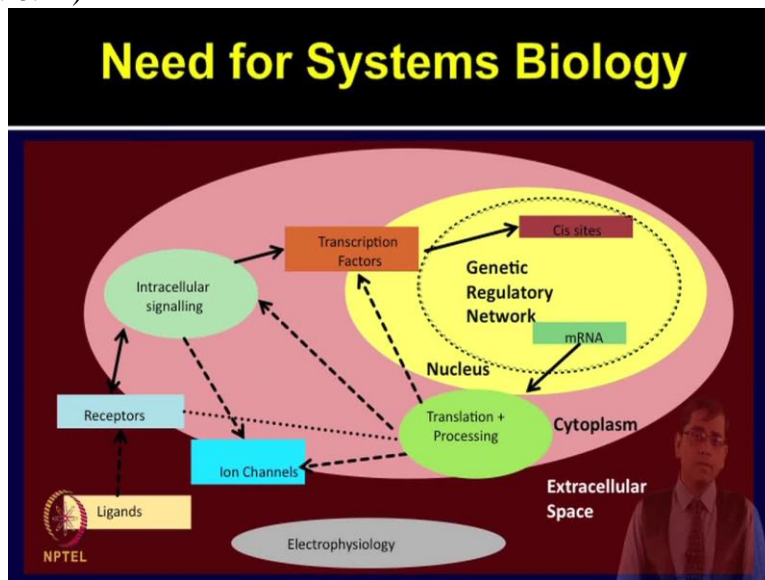 Need for Systems Biology
Transcription
Factors
Cis sites
Genetic
Regulatory
Network
Intracellular
signalling
mRNA
Nucleus
Receptors
Translation +
Processing
Cytoplasm
Ion Channels
Extracellular
Space
Ligands
NPTEL
Electrophysiology